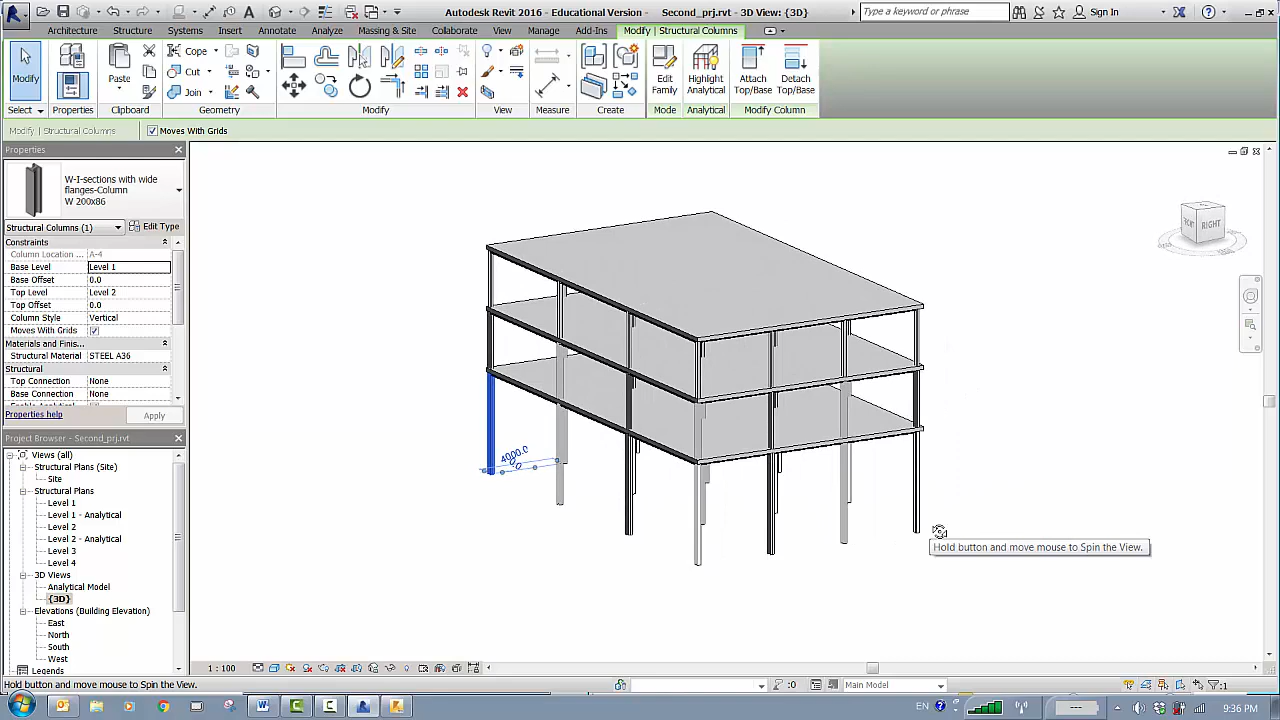 Autodesk Revit 2016 - Educational Version - Second_prj.rvt - 3D View: {3D}
Type a keyword or phrase
Sign In
Architecture Structure Systems Insert Annotate Analyze Massing & Site Collaborate View Manage Add-Ins Modify | Structural Columns
Modify
Properties
Paste
Cope
Cut
Join
Edit Family
Highlight Analytical
Attach Top/Base
Detach Top/Base
Select Properties Clipboard Geometry Modify View Measure Create Mode Analytical Modify Column
Modify | Structural Columns Moves With Grids
Properties
W-I-sections with wide
flanges-Column
W 200x86
Structural Columns (1) Edit Type
Constraints
Column Location ... A-4
Base Level Level 1
Base Offset 0.0
Top Level Level 2
Top Offset 0.0
Column Style Vertical
Moves With Grids
Materials and Finis...
Structural Material STEEL A36
Structural
Top Connection None
Base Connection None
Properties help Apply
Project Browser - Second_prj.rvt
Views (all)
Structural Plans (Site)
Site
Structural Plans
Level 1
Level 1 - Analytical
Level 2
Level 2 - Analytical
Level 3
Level 4
3D Views
Analytical Model
{3D}
Elevations (Building Elevation)
East
North
South
West
Legends
4000.0
RIGHT
Hold button and move mouse to Spin the View.
1 : 100
Hold button and move mouse to Spin the View.
:0
Main Model
:1
EN
9:36 PM